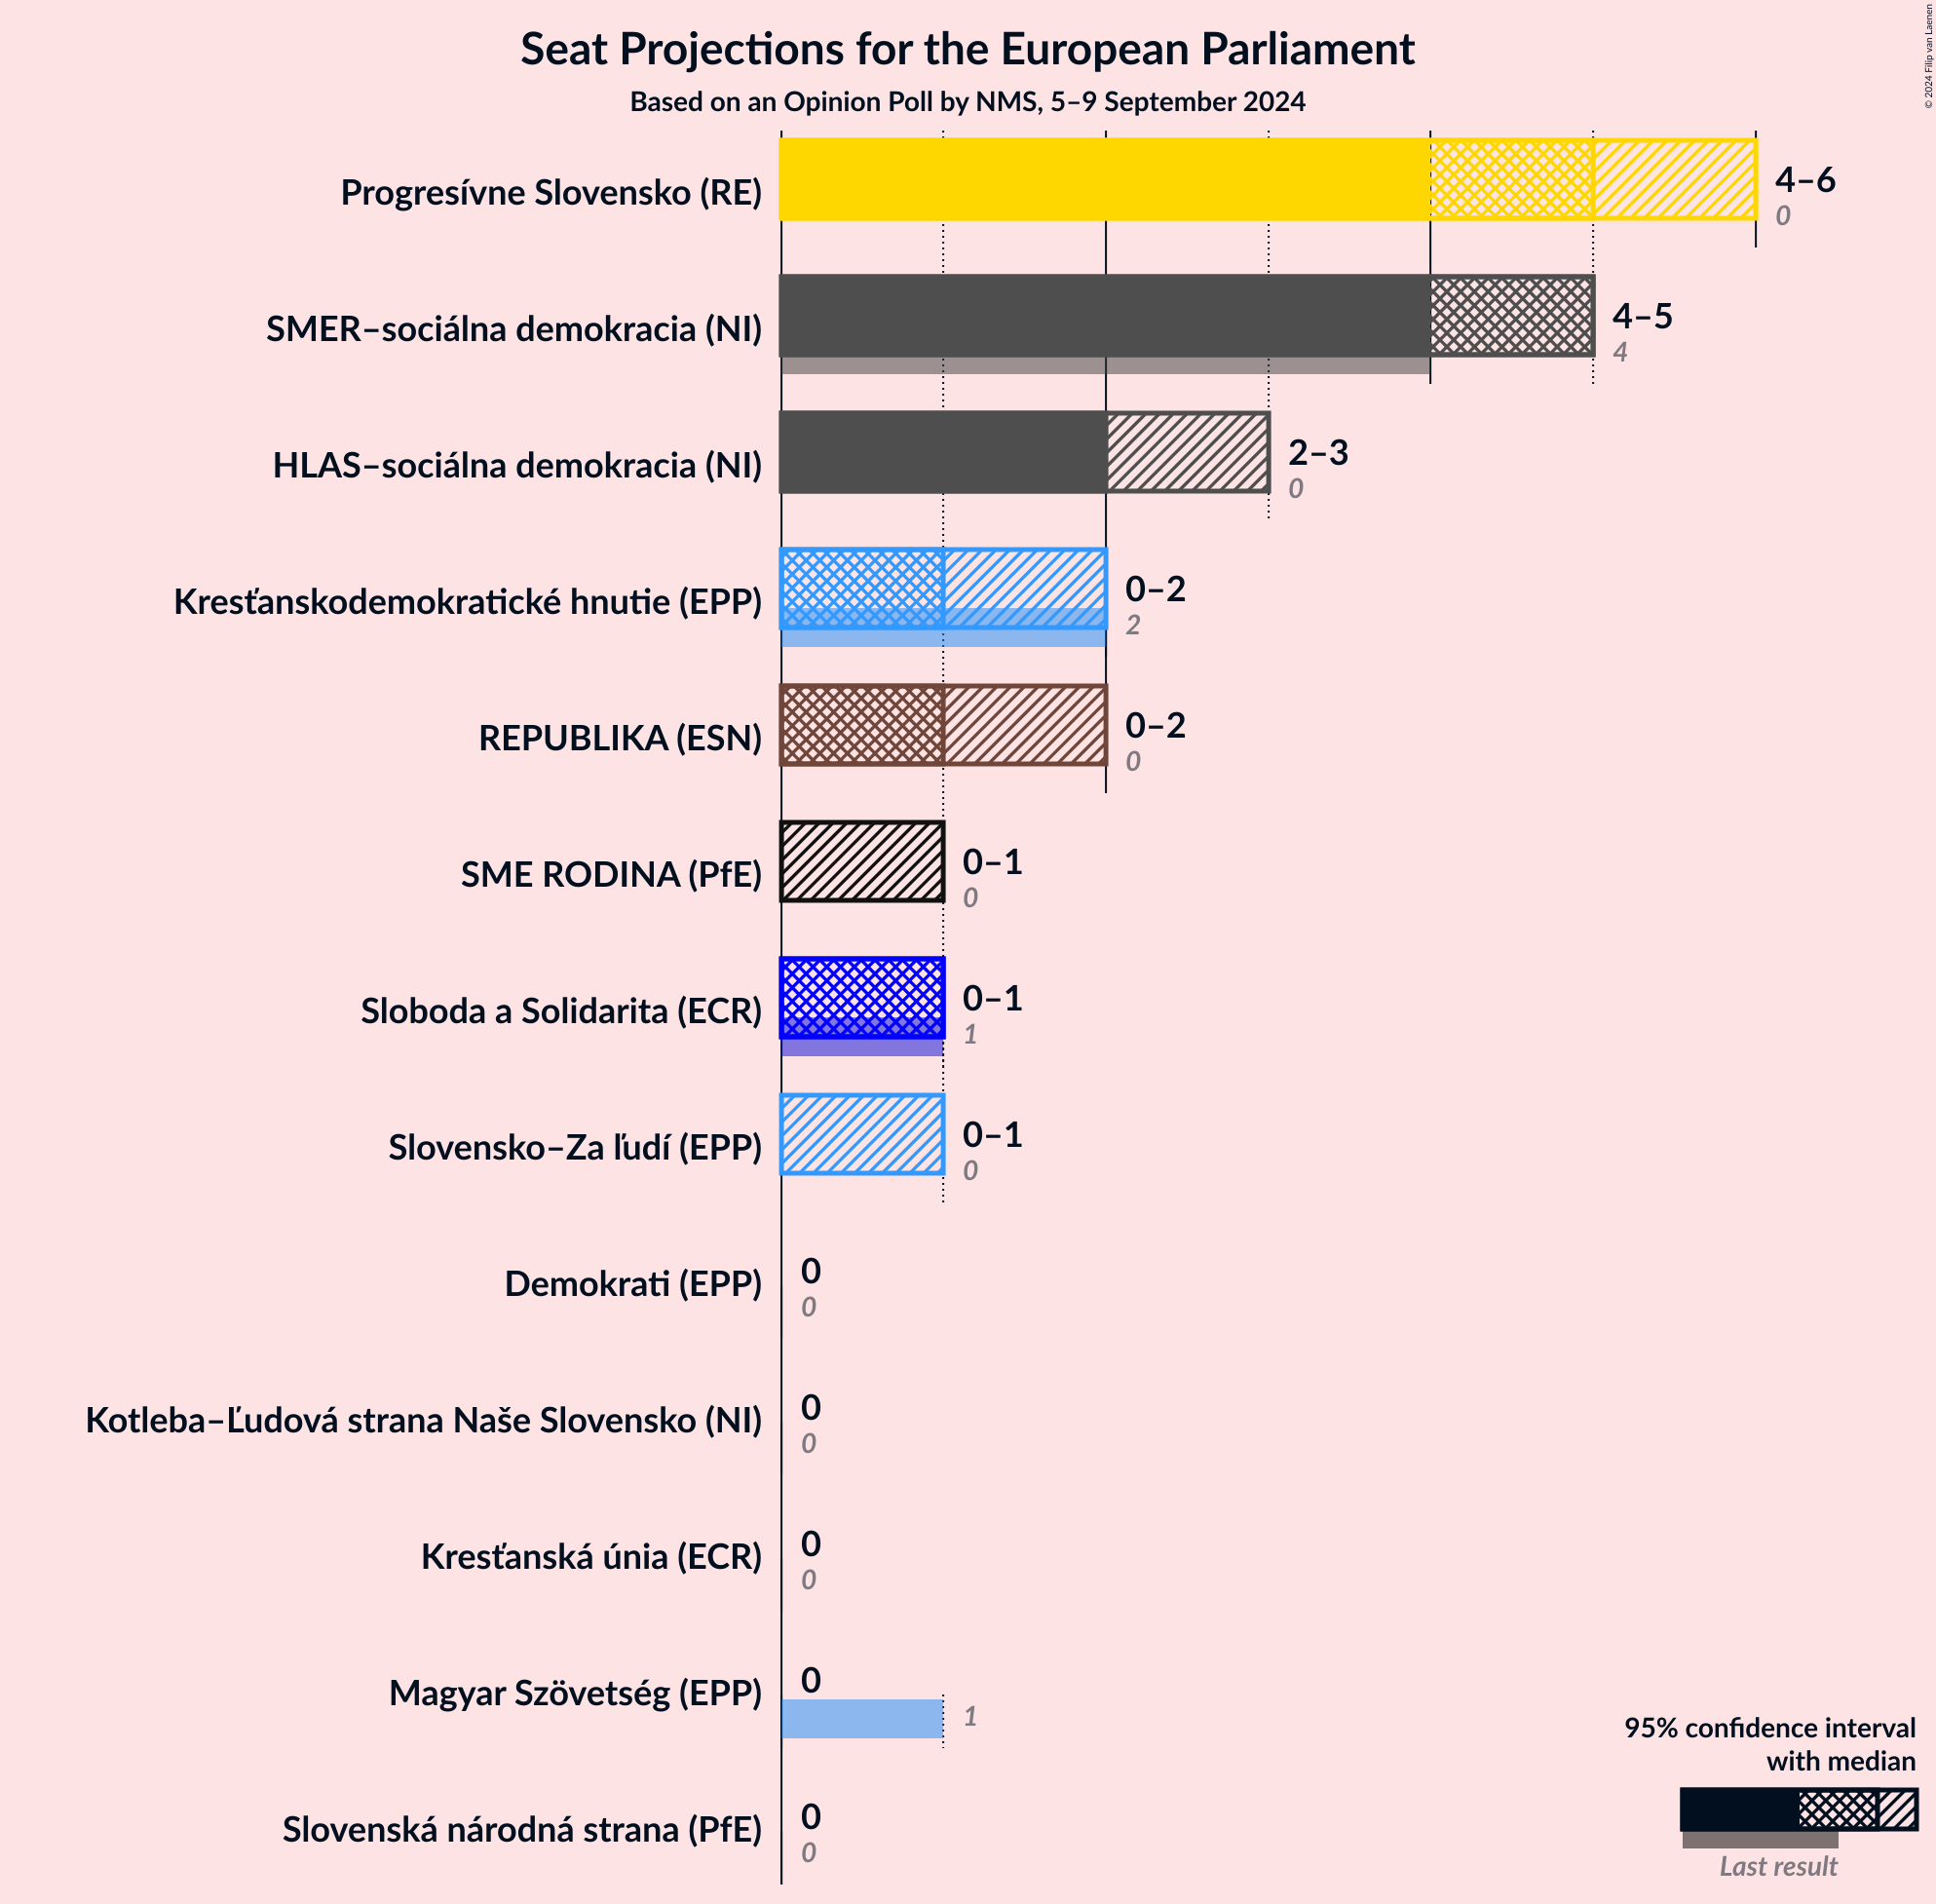 Seat Projections for the European Parliament
Based on an Opinion Poll by NMS, 5–9 September 2024
© 2024 Filip van Laenen
Progresívne Slovensko (RE)
4–6
0
SMER–sociálna demokracia (NI)
4–5
4
HLAS–sociálna demokracia (NI)
2–3
0
Kresťanskodemokratické hnutie (EPP)
0–2
2
REPUBLIKA (ESN)
0–2
0
SME RODINA (PfE)
0–1
0
Sloboda a Solidarita (ECR)
0–1
1
Slovensko–Za ľudí (EPP)
0–1
0
Demokrati (EPP)
0
0
Kotleba–Ľudová strana Naše Slovensko (NI)
0
0
Kresťanská únia (ECR)
0
0
Magyar Szövetség (EPP)
0
1
Slovenská národná strana (PfE)
0
0
95% confidence interval
with median
Last result